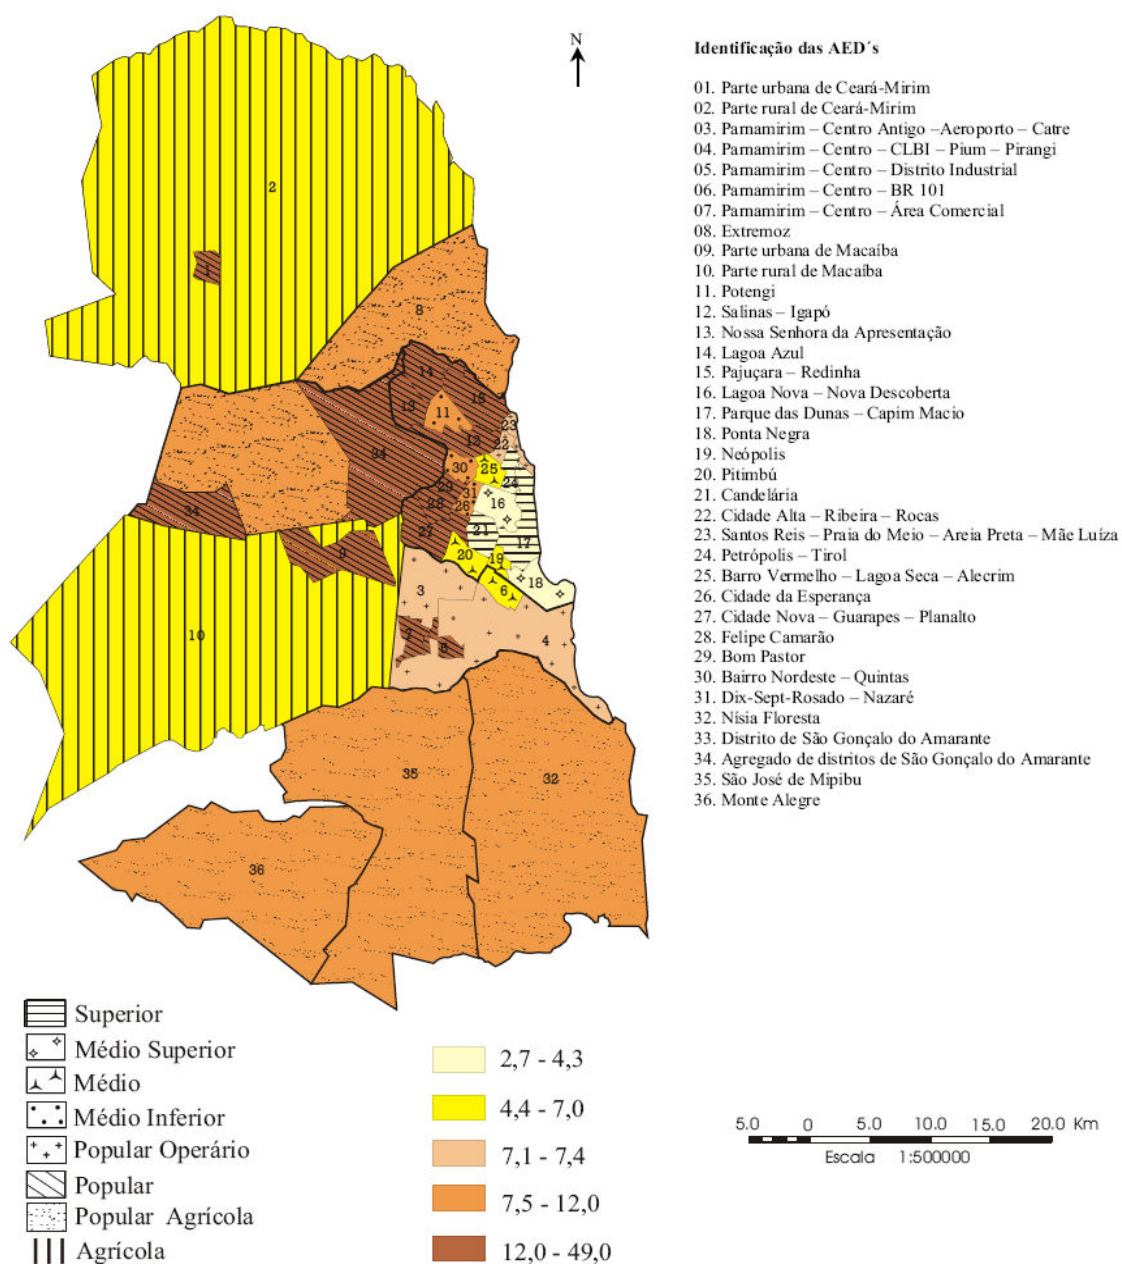 N
Identificação das AED´s
01. Parte urbana de Ceará-Mirim
02. Parte rural de Ceará-Mirim
03. Parnamirim – Centro Antigo –Aeroporto – Catre
04. Parnamirim – Centro – CLBI – Pium – Pirangi
05. Parnamirim – Centro – Distrito Industrial
06. Parnamirim – Centro – BR 101
07. Parnamirim – Centro – Área Comercial
08. Extremoz
09. Parte urbana de Macaíba
10. Parte rural de Macaíba
11. Potengi
12. Salinas – Igapó
13. Nossa Senhora da Apresentação
14. Lagoa Azul
15. Pajuçara – Redinha
16. Lagoa Nova – Nova Descoberta
17. Parque das Dunas – Capim Macio
18. Ponta Negra
19. Neópolis
20. Pitimbú
21. Candelária
22. Cidade Alta – Ribeira – Rocas
23. Santos Reis – Praia do Meio – Areia Preta – Mãe Luíza
24. Petrópolis – Tirol
25. Barro Vermelho – Lagoa Seca – Alecrim
26. Cidade da Esperança
27. Cidade Nova – Guarapes – Planalto
28. Felipe Camarão
29. Bom Pastor
30. Bairro Nordeste – Quintas
31. Dix-Sept-Rosado – Nazaré
32. Nísia Floresta
33. Distrito de São Gonçalo do Amarante
34. Agregado de distritos de São Gonçalo do Amarante
35. São José de Mipibu
36. Monte Alegre
2
1
8
14
13
15
11
23
12
22
34
30
25
29
24
31
16
28
26
34
21
27
17
9
20
19
18
3
6
10
7
4
35
32
36
Superior
Médio Superior
Médio
Médio Inferior
Popular Operário
Popular
Popular Agrícola
Agrícola
2,7 - 4,3
4,4 - 7,0
7,1 - 7,4
7,5 - 12,0
12,0 - 49,0
5.0 0 5.0 10.0 15.0 20.0 Km
Escala 1:500000